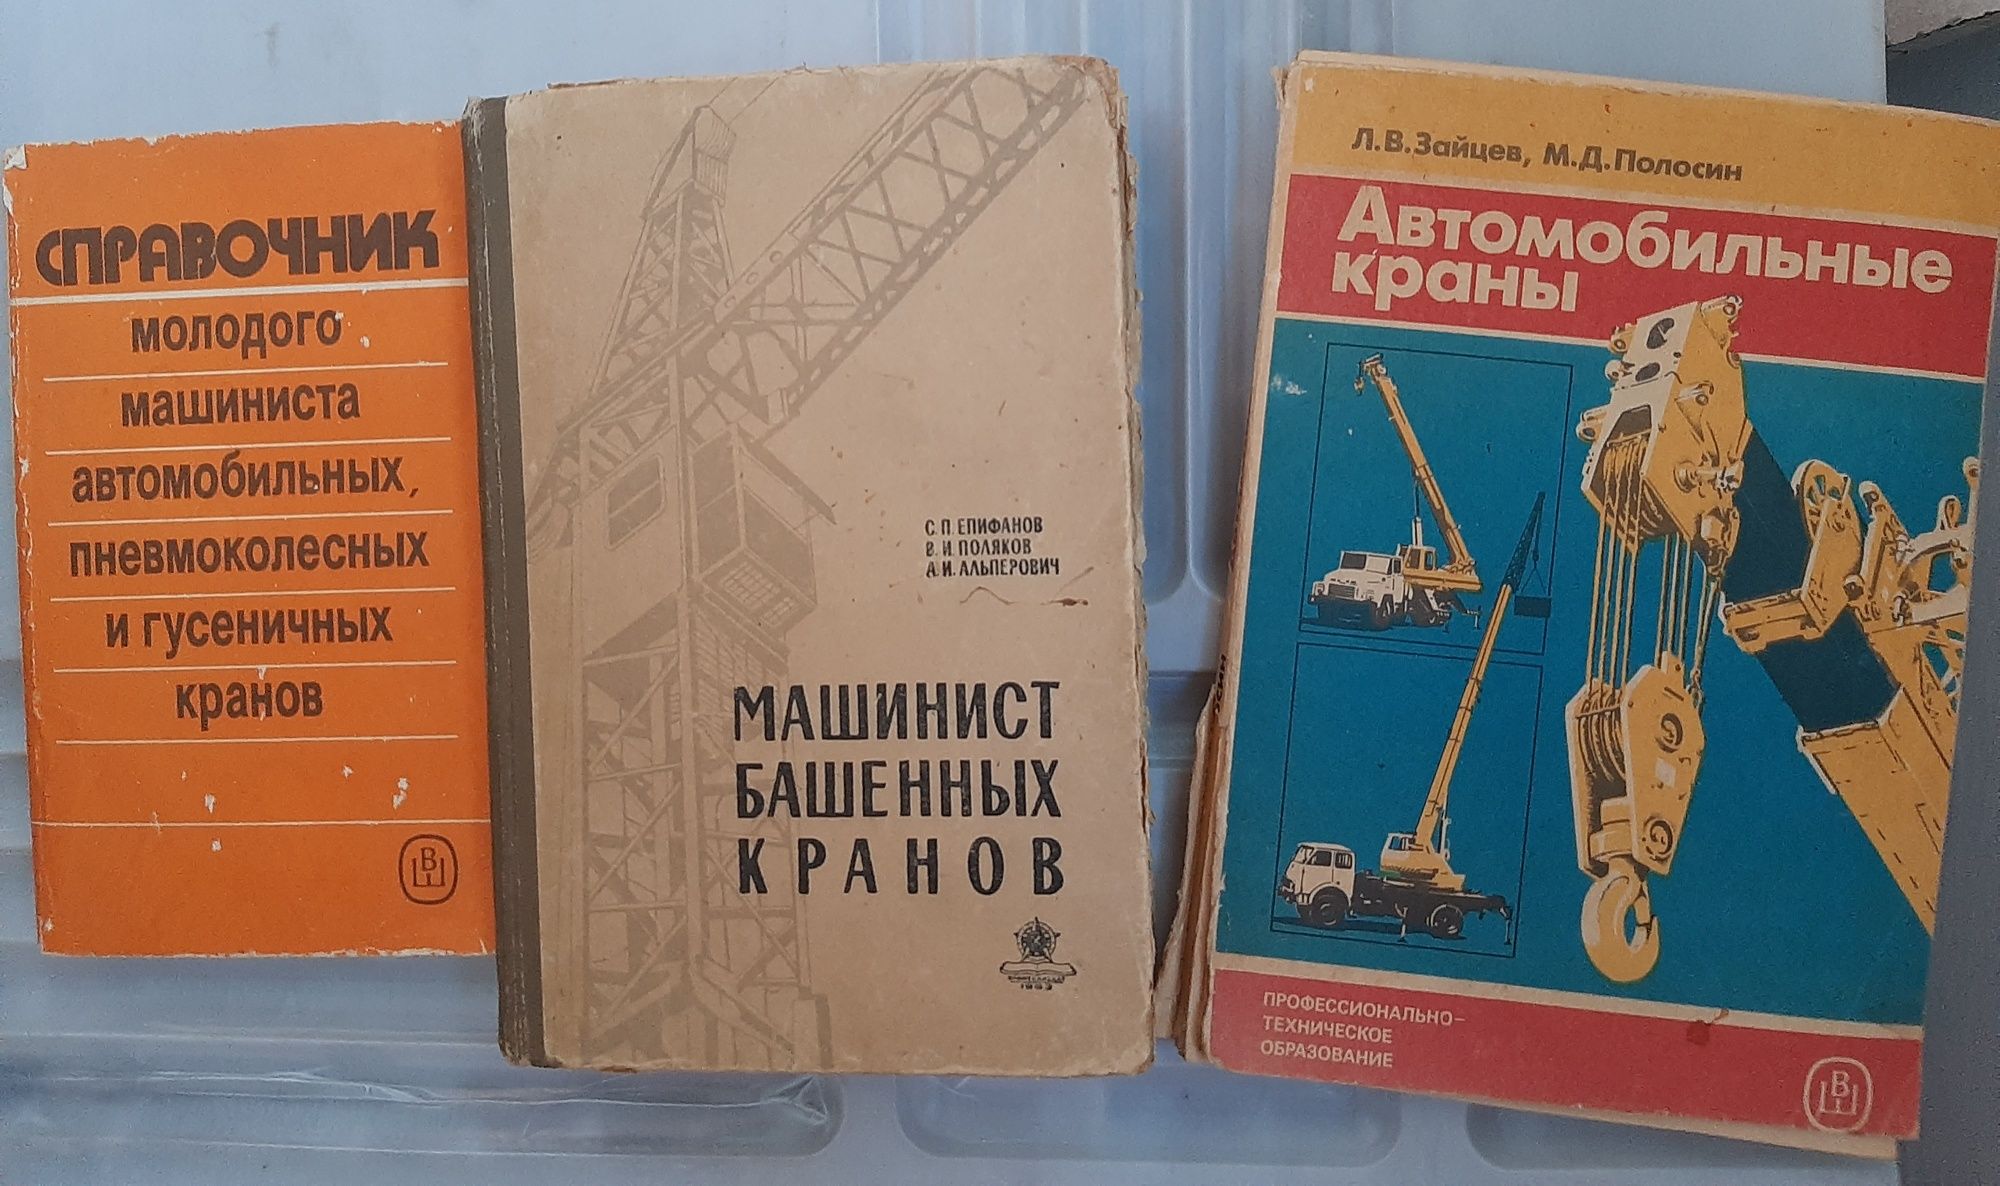 СПРАВОЧНИК
молодого
машиниста
автомобильных,
пневмоколесных
и гусеничных
кранов
ВШ
С. П. ЕПИФАНОВ
В. И. ПОЛЯКОВ
А. И. АЛЬПЕРОВИЧ
МАШИНИСТ
БАШЕННЫХ
КРАНОВ
1963
Л.В.Зайцев, М.Д.Полосин
Автомобильные
краны
ПРОФЕССИОНАЛЬНО-
ТЕХНИЧЕСКОЕ
ОБРАЗОВАНИЕ
ВШ